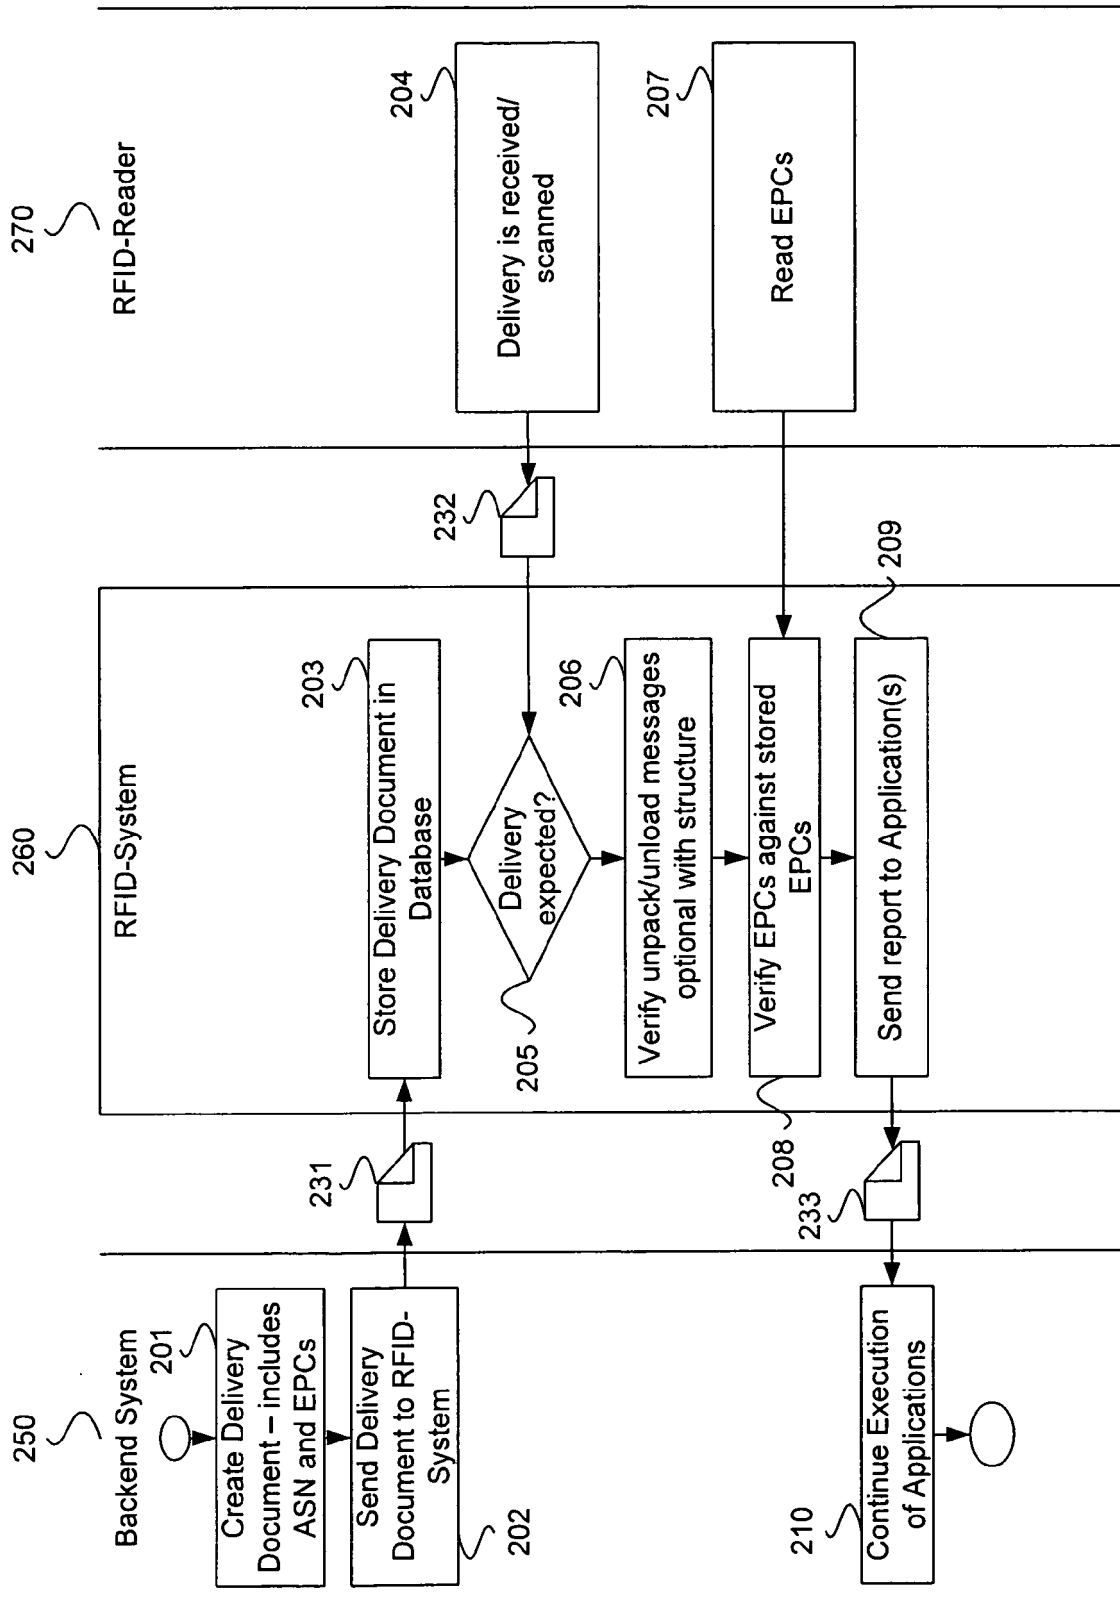 250
Backend System
201
Create Delivery
Document – includes
ASN and EPCs
Send Delivery
Document to RFID-
System
202
210
Continue Execution
of Applications
231
233
260
RFID-System
203
Store Delivery Document in
Database
Delivery
expected?
205
206
Verify unpack/unload messages
optional with structure
Verify EPCs against stored
EPCs
208
Send report to Application(s)
209
232
270
RFID-Reader
204
Delivery is received/
scanned
207
Read EPCs